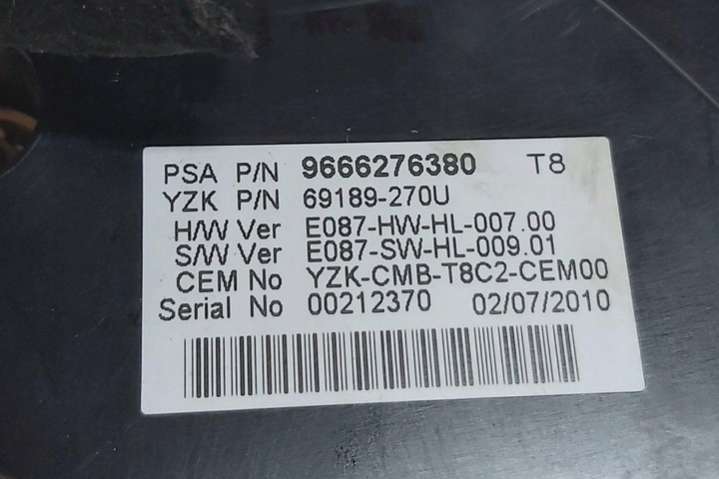 PSA P/N 9666276380 T8
YZK P/N 69189-270U
H/W Ver E087-HW-HL-007.00
S/W Ver E087-SW-HL-009.01
CEM No YZK-CMB-T8C2-CEM00
Serial No 00212370 02/07/2010